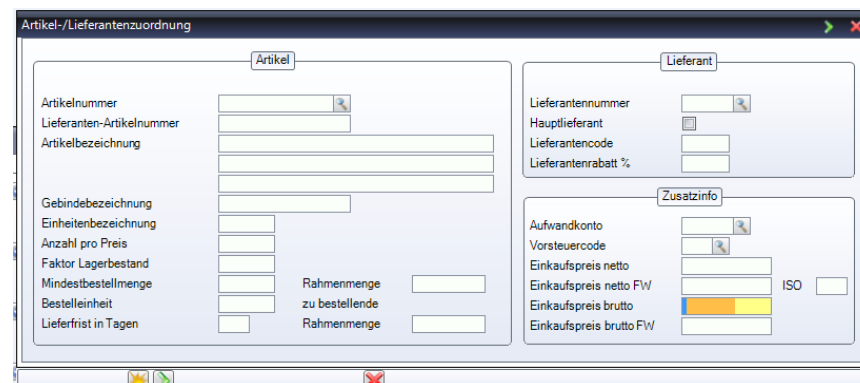 Artikel-/Lieferantenzuordnung
Artikel
Artikelnummer
Lieferanten-Artikelnummer
Artikelbezeichnung
Gebindebezeichnung
Einheitenbezeichnung
Anzahl pro Preis
Faktor Lagerbestand
Mindestbestellmenge Rahmenmenge
Bestelleinheit zu bestellende
Lieferfrist in Tagen Rahmenmenge
Lieferant
Lieferantennummer
Hauptlieferant
Lieferantencode
Lieferantenrabatt %
Zusatzinfo
Aufwandkonto
Vorsteuercode
Einkaufspreis netto
Einkaufspreis netto FW ISO
Einkaufspreis brutto
Einkaufspreis brutto FW